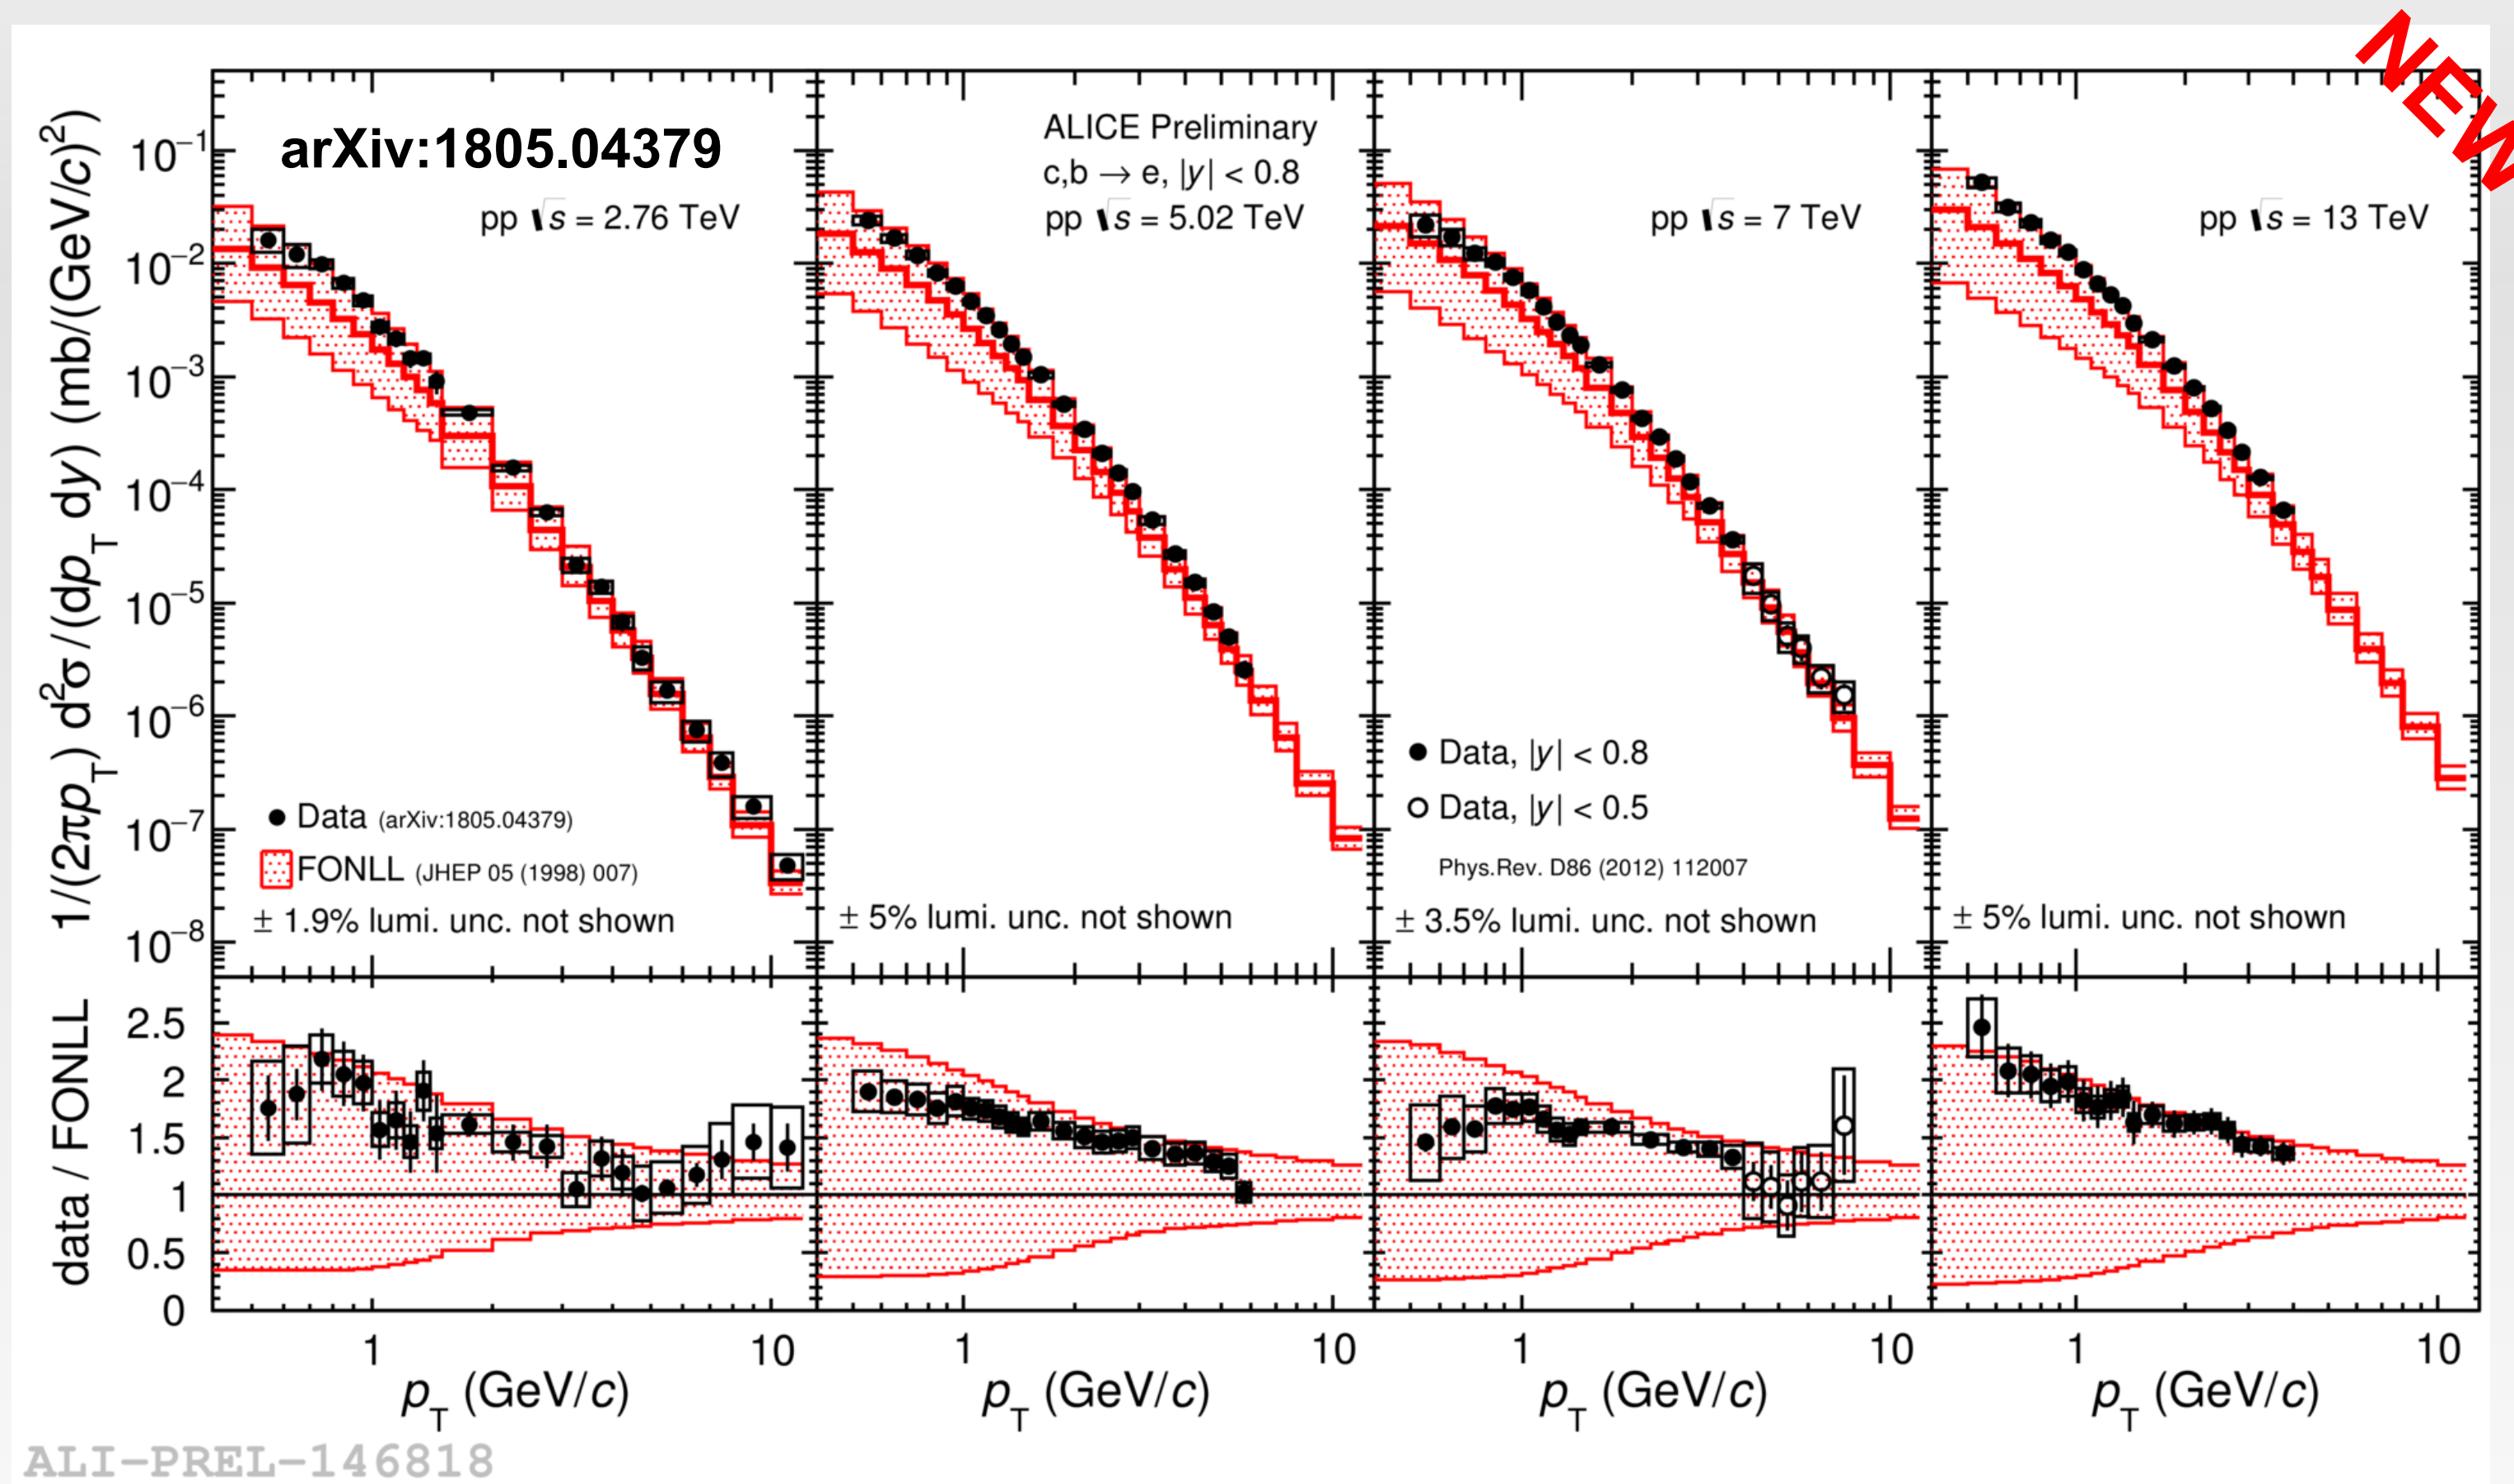 NEW
1/(2πp_T) d²σ/(dp_T dy) (mb/(GeV/c)²)
10⁻¹
10⁻²
10⁻³
10⁻⁴
10⁻⁵
10⁻⁶
10⁻⁷
10⁻⁸
arXiv:1805.04379
pp √s = 2.76 TeV
● Data (arXiv:1805.04379)
FONLL (JHEP 05 (1998) 007)
± 1.9% lumi. unc. not shown
ALICE Preliminary
c,b → e, |y| < 0.8
pp √s = 5.02 TeV
± 5% lumi. unc. not shown
pp √s = 7 TeV
● Data, |y| < 0.8
○ Data, |y| < 0.5
Phys.Rev. D86 (2012) 112007
± 3.5% lumi. unc. not shown
pp √s = 13 TeV
± 5% lumi. unc. not shown
data / FONLL
2.5
2
1.5
1
0.5
0
1 10 1 10 1 10 1 10
p_T (GeV/c) p_T (GeV/c) p_T (GeV/c) p_T (GeV/c)
ALI-PREL-146818